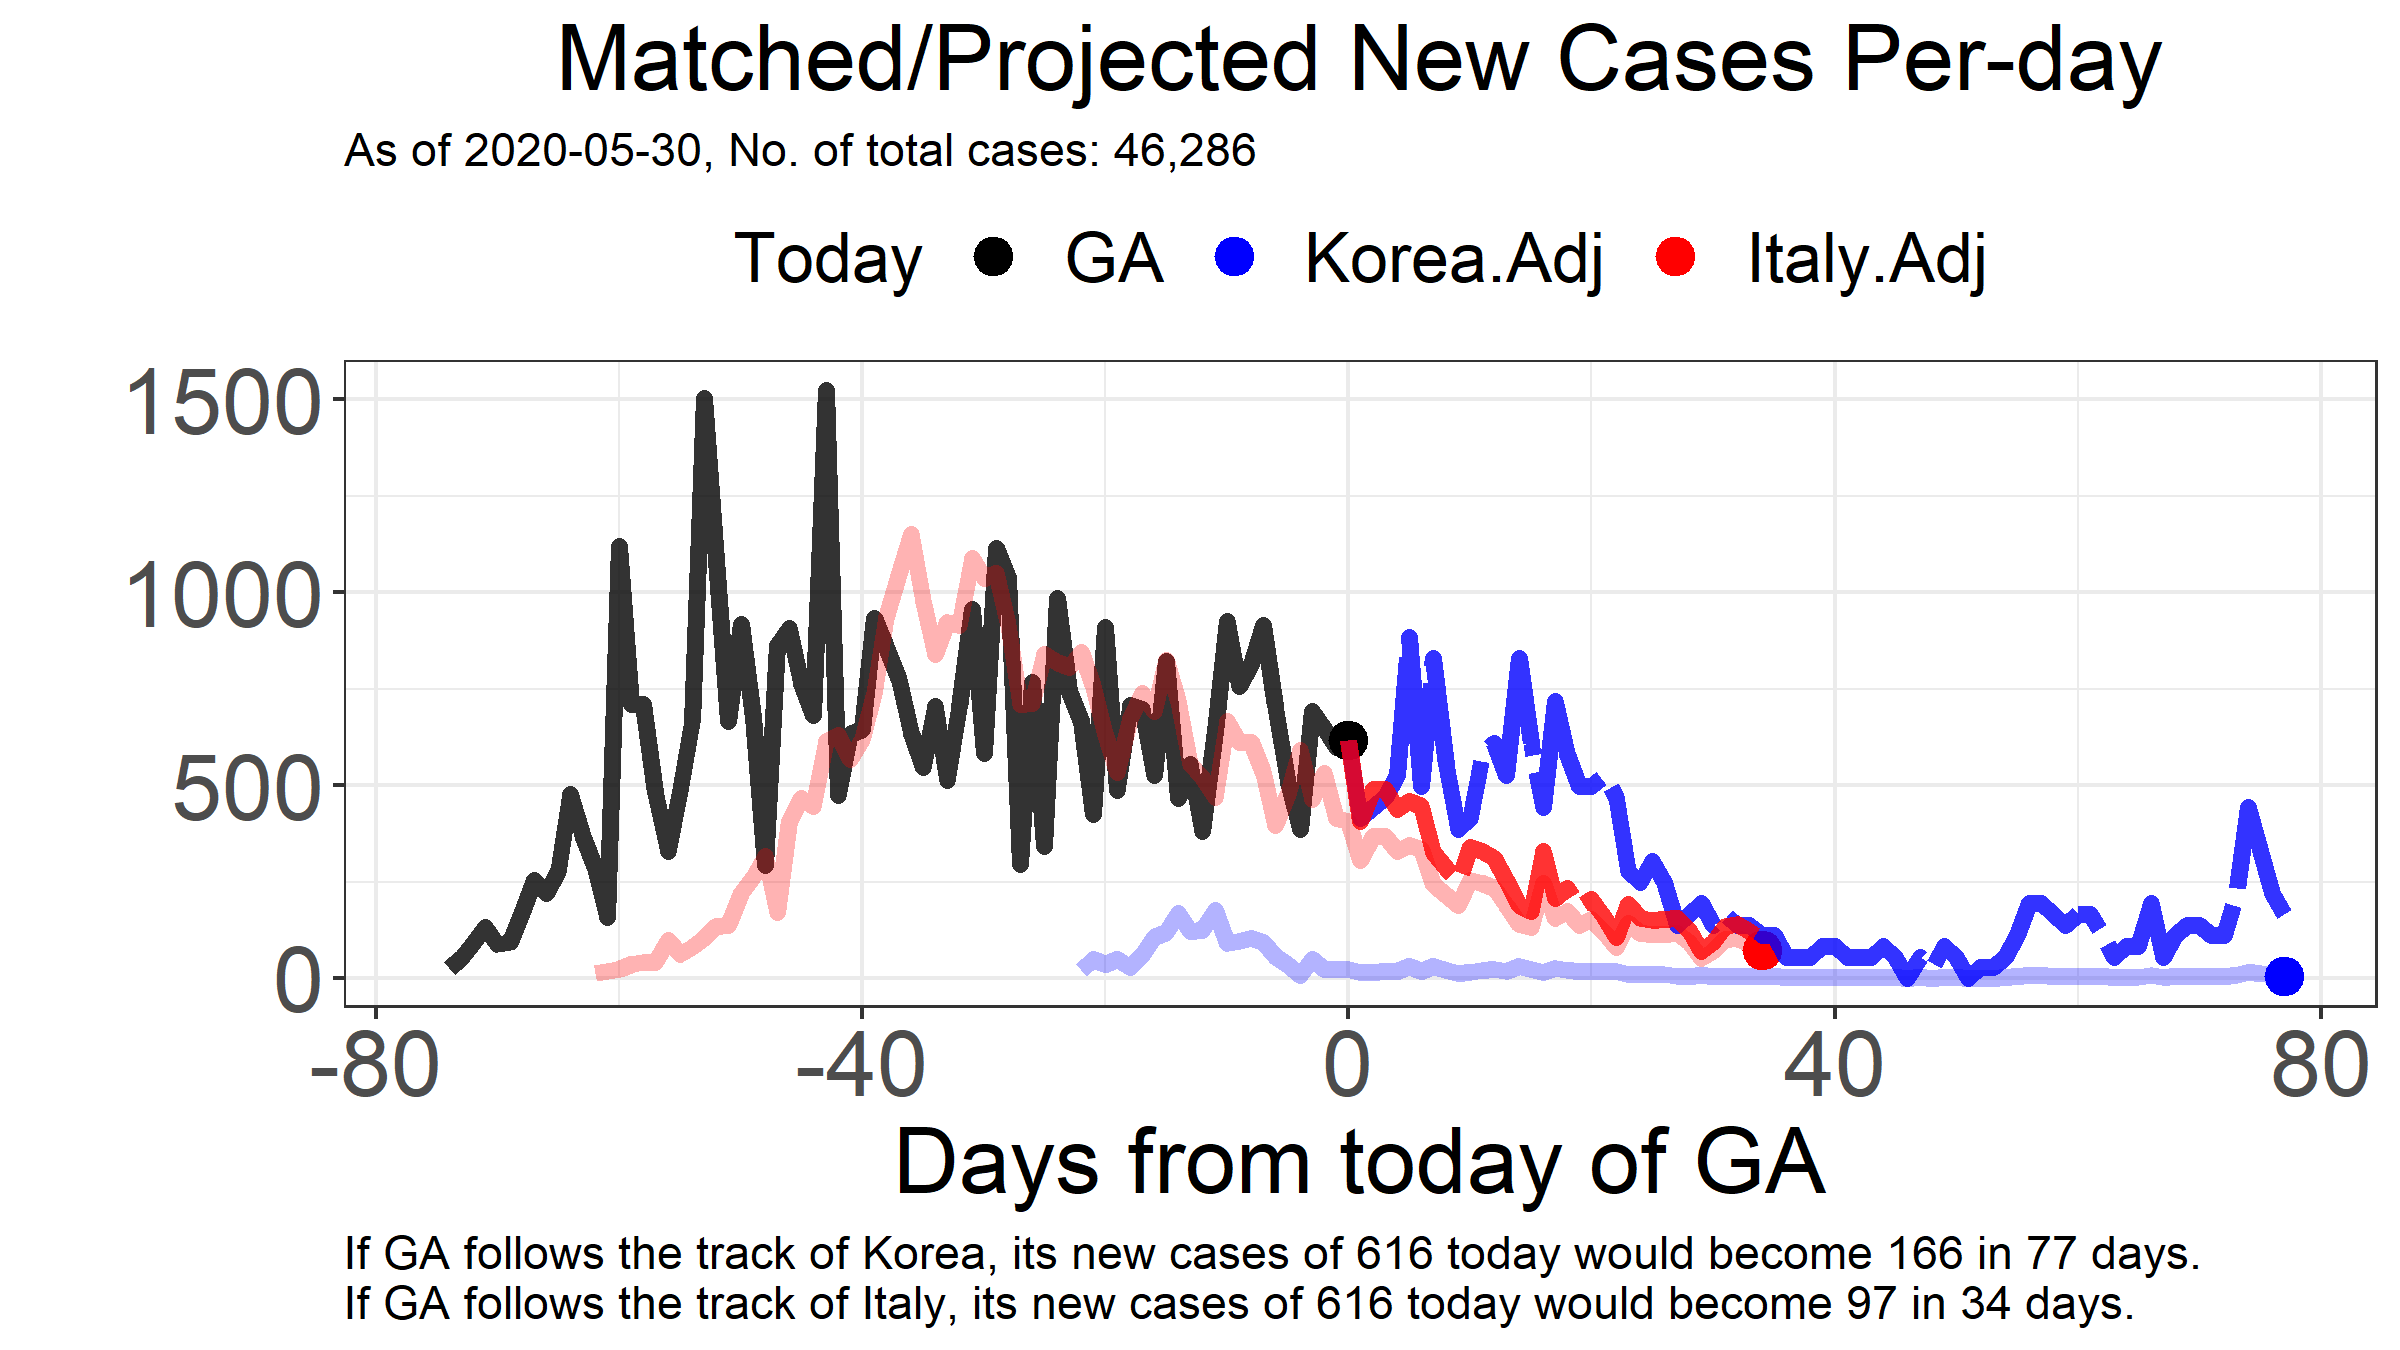 Matched/Projected New Cases Per-day
As of 2020-05-30, No. of total cases: 46,286
Today GA Korea.Adj Italy.Adj
1500
1000
500
0
-80 -40 0 40 80
Days from today of GA
If GA follows the track of Korea, its new cases of 616 today would become 166 in 77 days.
If GA follows the track of Italy, its new cases of 616 today would become 97 in 34 days.